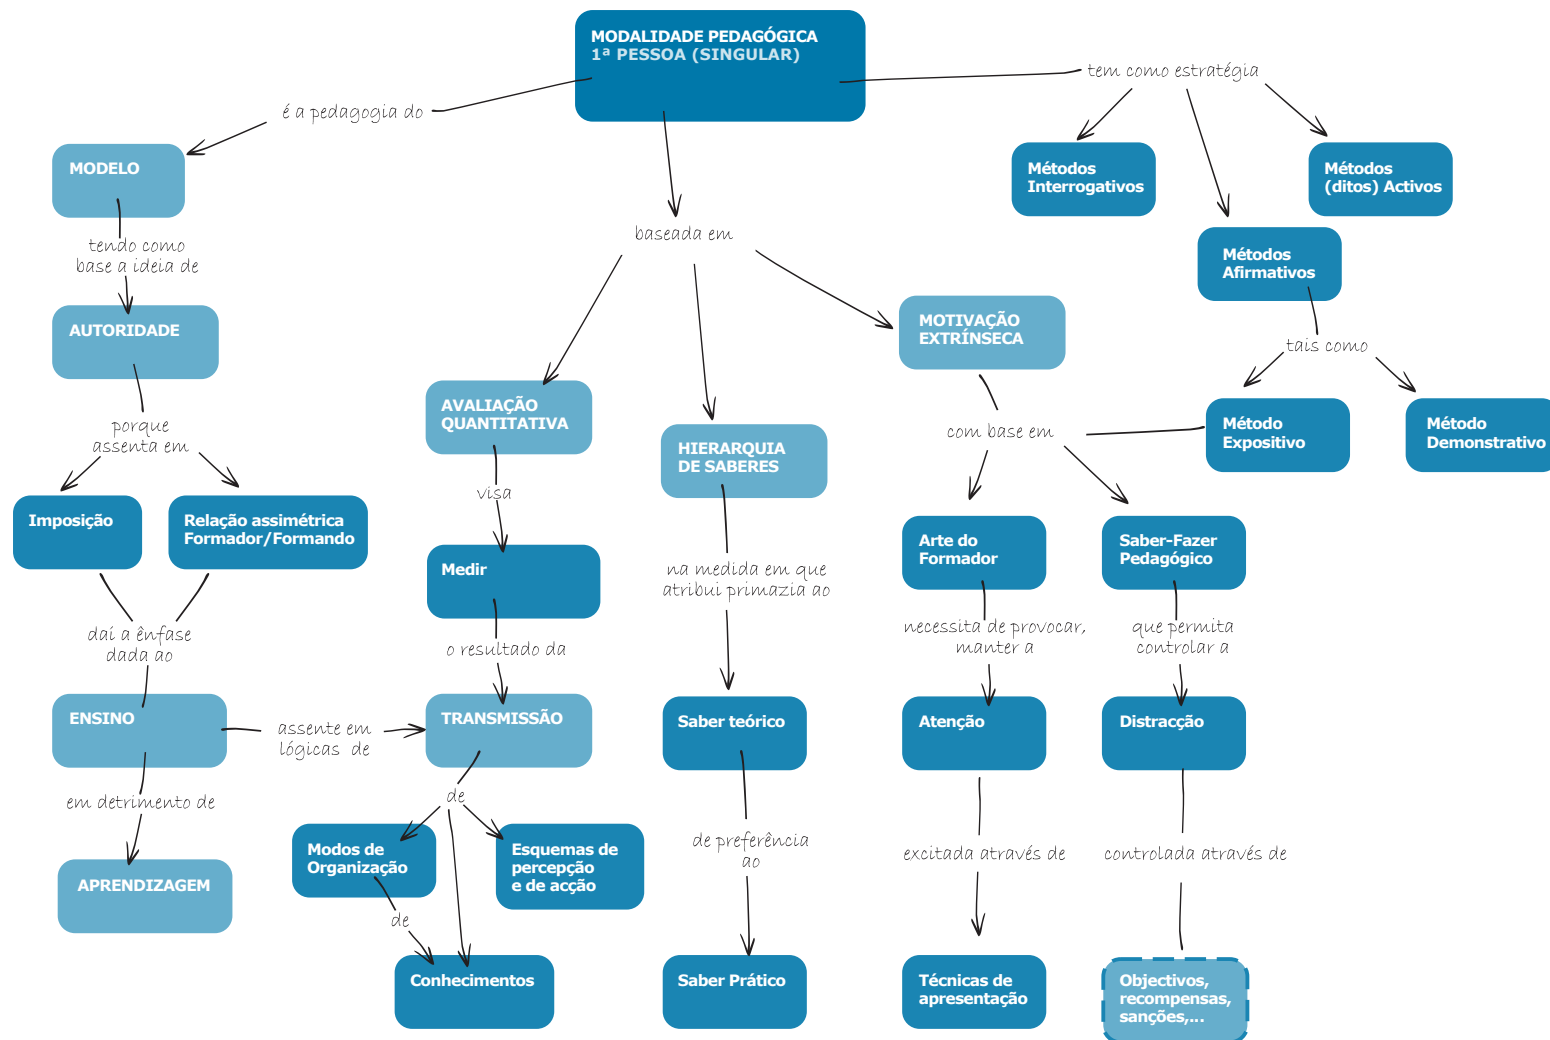 MODALIDADE PEDAGÓGICA
1ª PESSOA (SINGULAR)
tem como estratégia
é a pedagogia do
MODELO
Métodos
Interrogativos
Métodos
(ditos) Activos
tendo como
base a ideia de
baseada em
Métodos
Afirmativos
AUTORIDADE
MOTIVAÇÃO
EXTRÍNSECA
tais como
AVALIAÇÃO
QUANTITATIVA
HIERARQUIA
DE SABERES
com base em
Método
Expositivo
Método
Demonstrativo
porque
assenta em
visa
Imposição
Relação assimétrica
Formador/Formando
Medir
na medida em que
atribui primazia ao
Arte do
Formador
Saber-Fazer
Pedagógico
daí a ênfase
dada ao
o resultado da
necessita de provocar,
manter a
que permita
controlar a
ENSINO
assente em
lógicas de
TRANSMISSÃO
Saber teórico
Atenção
Distracção
em detrimento de
de
Modos de
Organização
Esquemas de
percepção
e de acção
de preferência
ao
excitada através de
controlada através de
APRENDIZAGEM
de
Conhecimentos
Saber Prático
Técnicas de
apresentação
Objectivos,
recompensas,
sanções,...